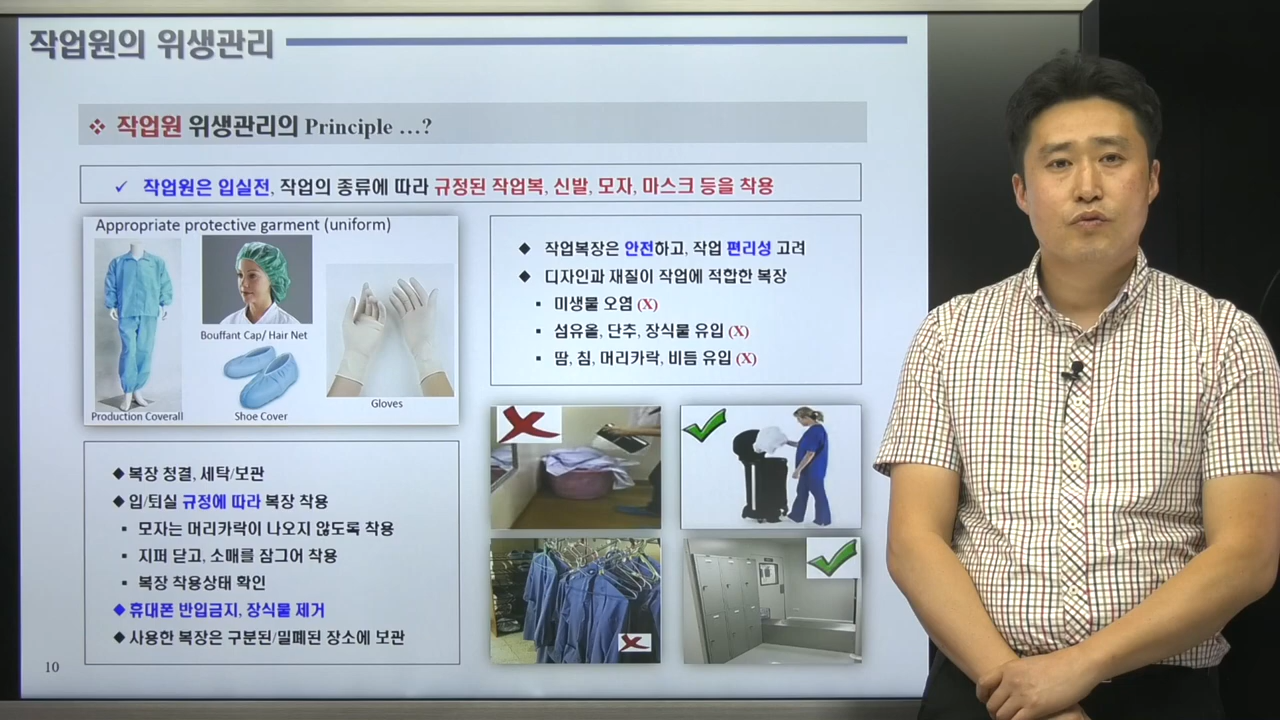 작업원의 위생관리
❖ 작업원 위생관리의 Principle …?
✓ 작업원은 입실전, 작업의 종류에 따라 규정된 작업복, 신발, 모자, 마스크 등을 착용
Appropriate protective garment (uniform)
Bouffant Cap/ Hair Net
Production Coverall
Shoe Cover
Gloves
◆ 작업복장은 안전하고, 작업 편리성 고려
◆ 디자인과 재질이 작업에 적합한 복장
▪ 미생물 오염 (X)
▪ 섬유올, 단추, 장식물 유입 (X)
▪ 땀, 침, 머리카락, 비듬 유입 (X)
◆ 복장 청결, 세탁/보관
◆ 입/퇴실 규정에 따라 복장 착용
▪ 모자는 머리카락이 나오지 않도록 착용
▪ 지퍼 닫고, 소매를 잠그어 착용
▪ 복장 착용상태 확인
◆ 휴대폰 반입금지, 장식물 제거
◆ 사용한 복장은 구분된/밀폐된 장소에 보관
10